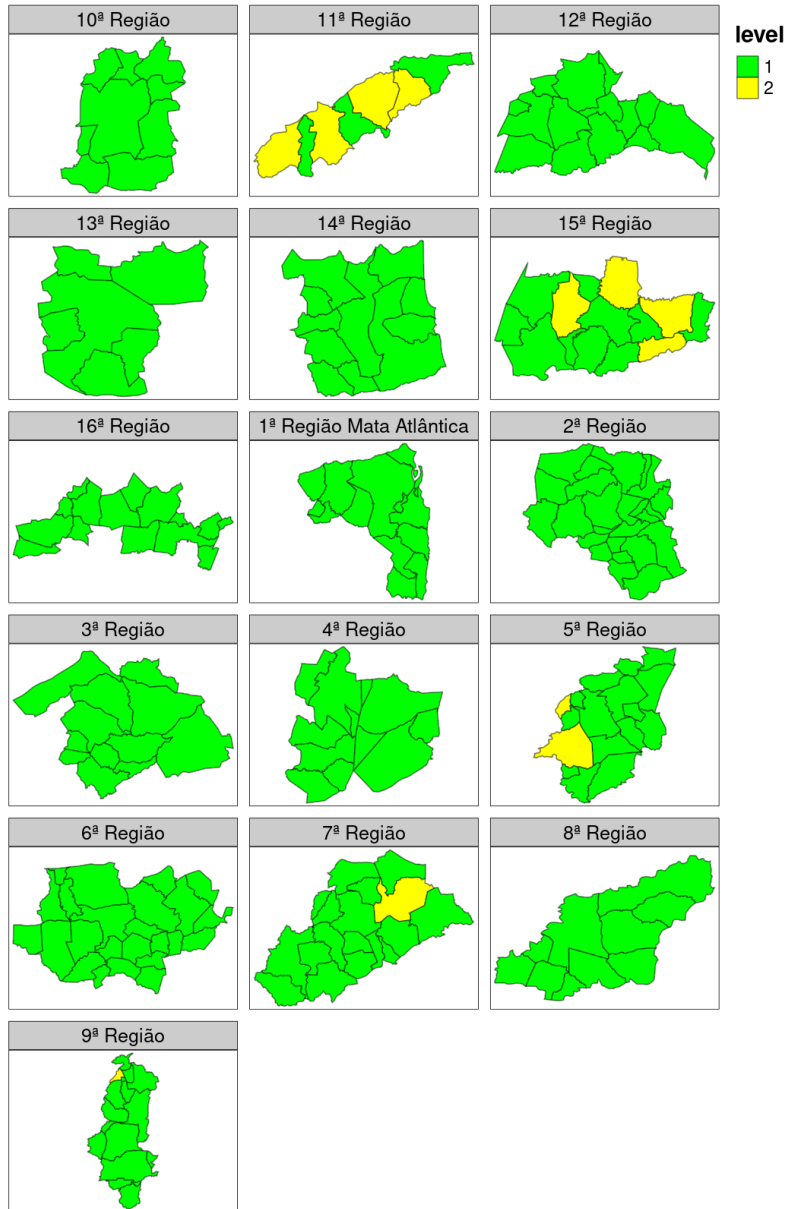 10ª Região
11ª Região
12ª Região
level
1
2
13ª Região
14ª Região
15ª Região
16ª Região
1ª Região Mata Atlântica
2ª Região
3ª Região
4ª Região
5ª Região
6ª Região
7ª Região
8ª Região
9ª Região